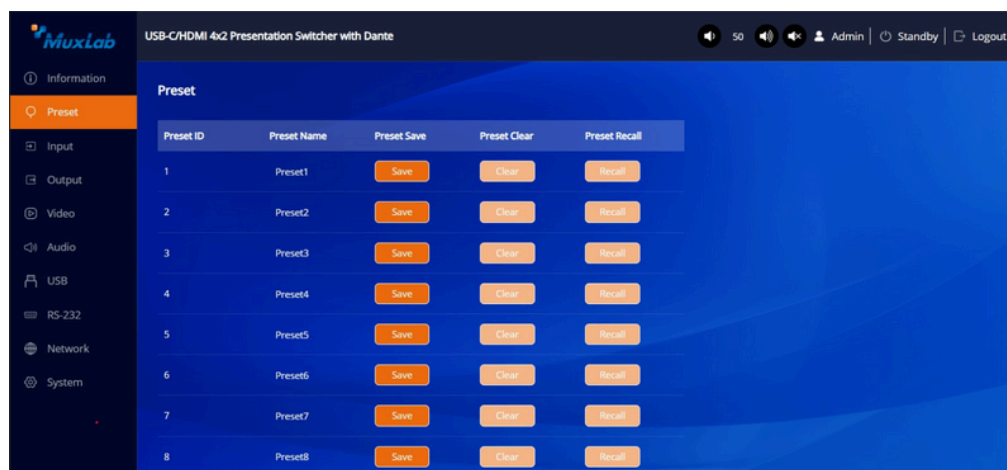 MuxLab
USB-C/HDMI 4x2 Presentation Switcher with Dante
50
Admin | Standby | Logout
Information
Preset
Input
Output
Video
Audio
USB
RS-232
Network
System
Preset
Preset ID Preset Name Preset Save Preset Clear Preset Recall
1 Preset1 Save Clear Recall
2 Preset2 Save Clear Recall
3 Preset3 Save Clear Recall
4 Preset4 Save Clear Recall
5 Preset5 Save Clear Recall
6 Preset6 Save Clear Recall
7 Preset7 Save Clear Recall
8 Preset8 Save Clear Recall